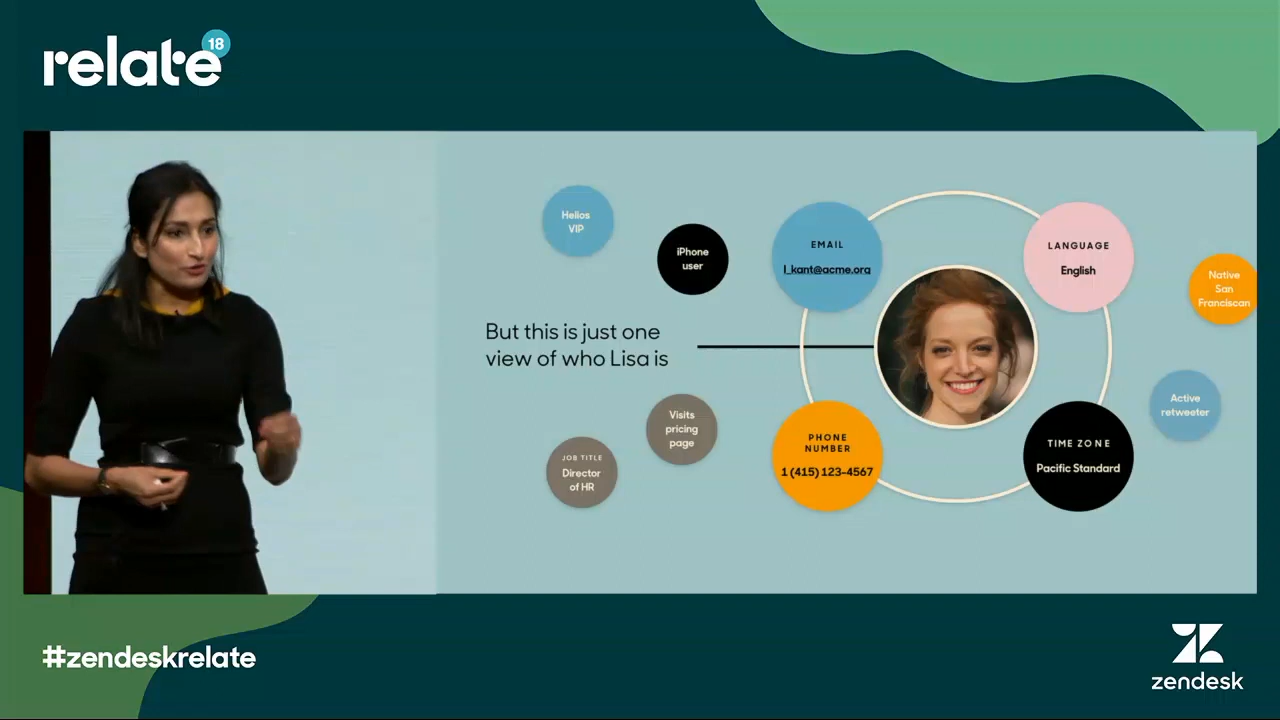 relate 18
Helios
VIP
iPhone
user
EMAIL
l_kant@acme.org
LANGUAGE
English
Native
San
Franciscan
But this is just one
view of who Lisa is
Visits
pricing
page
Active
retweeter
JOB TITLE
Director
of HR
PHONE
NUMBER
1 (415) 123-4567
TIME ZONE
Pacific Standard
#zendeskrelate
zendesk